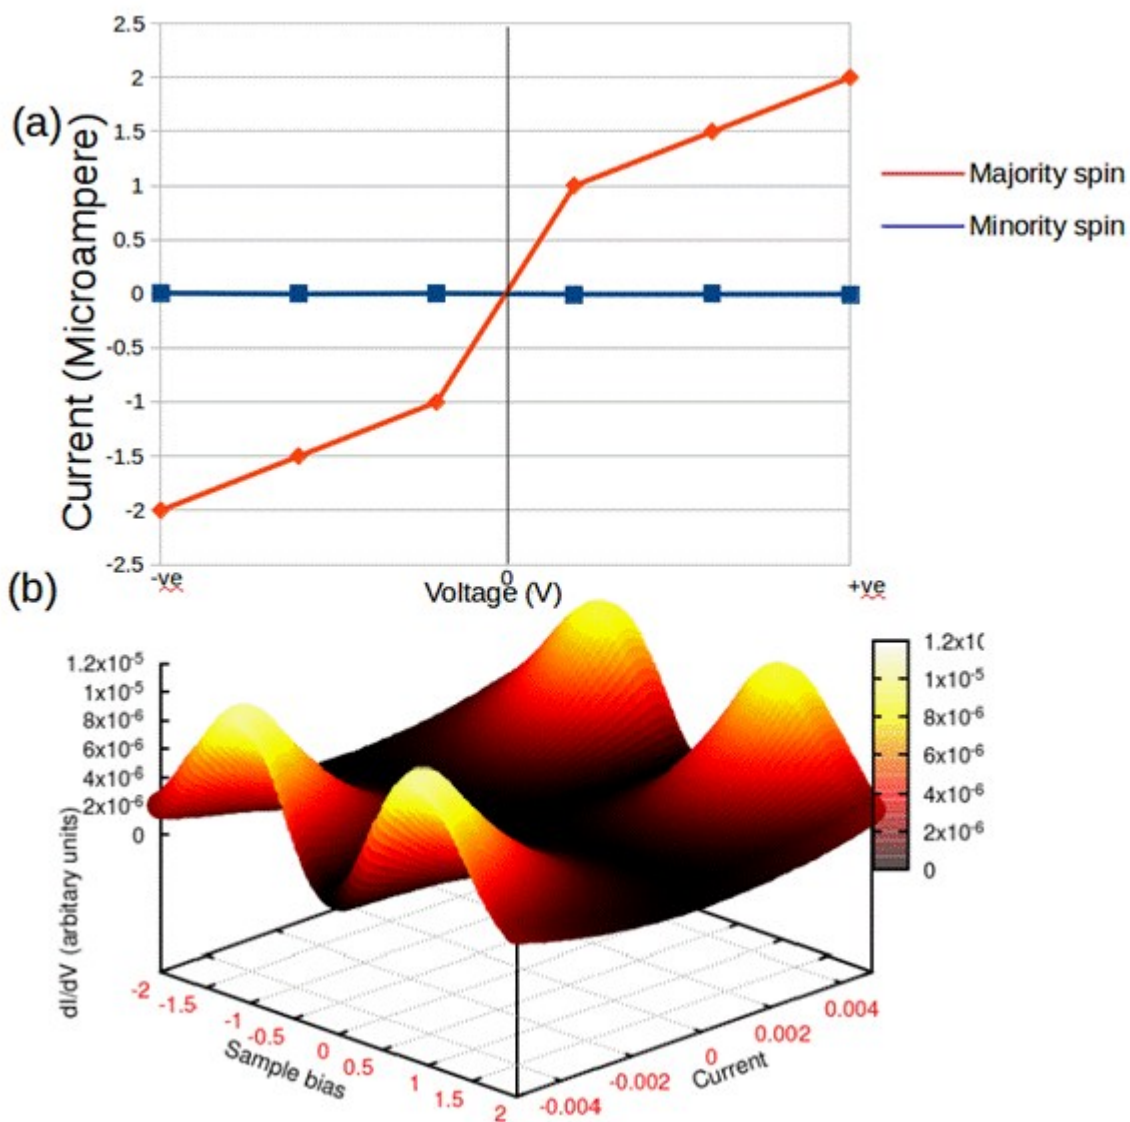 (a)
Current (Microampere)
2.5
2
1.5
1
0.5
0
-0.5
-1
-1.5
-2
-2.5
-ve
0
+ve
Voltage (V)
Majority spin
Minority spin
(b)
dI/dV (arbitary units)
1.2x10⁻⁵
1x10⁻⁵
8x10⁻⁶
6x10⁻⁶
4x10⁻⁶
2x10⁻⁶
0
-2
-1.5
-1
-0.5
0
0.5
1
1.5
2
Sample bias
-0.004
-0.002
0
0.002
0.004
Current
1x10⁻⁵
8x10⁻⁶
6x10⁻⁶
4x10⁻⁶
2x10⁻⁶
0